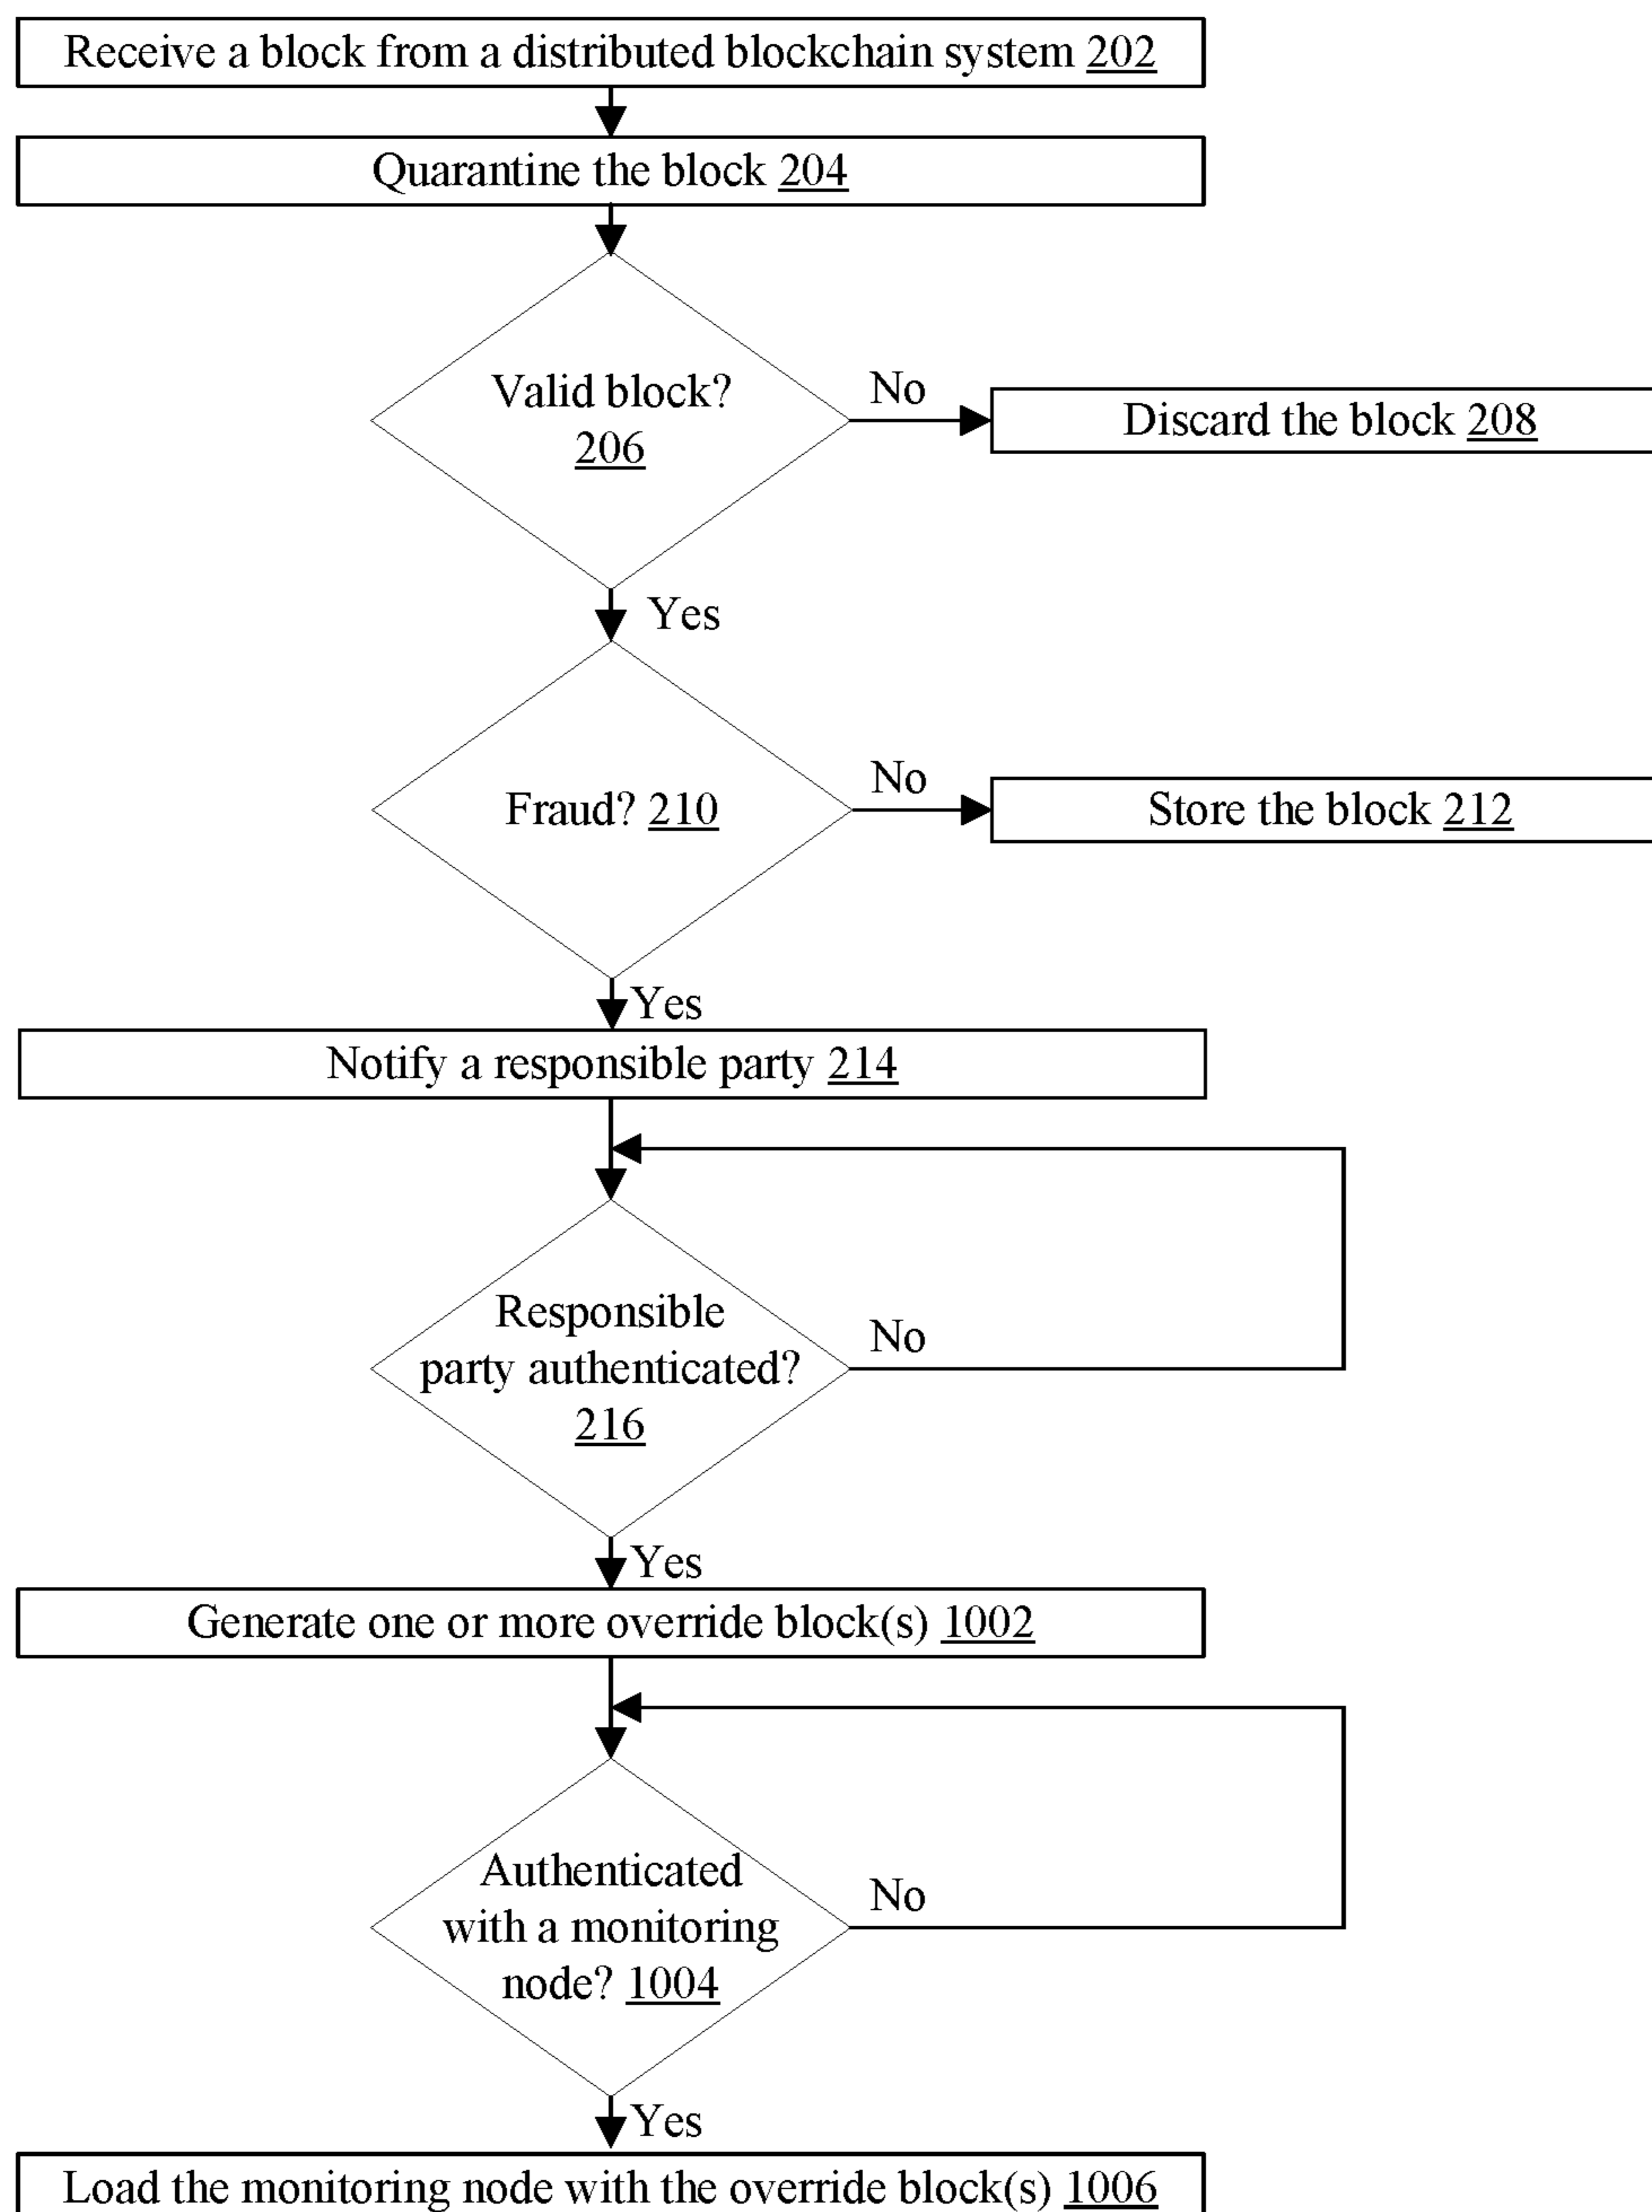 Receive a block from a distributed blockchain system 202
Quarantine the block 204
Valid block?
206
No
Discard the block 208
Yes
Fraud? 210
No
Store the block 212
Yes
Notify a responsible party 214
Responsible
party authenticated?
216
No
Yes
Generate one or more override block(s) 1002
Authenticated
with a monitoring
node? 1004
No
Yes
Load the monitoring node with the override block(s) 1006